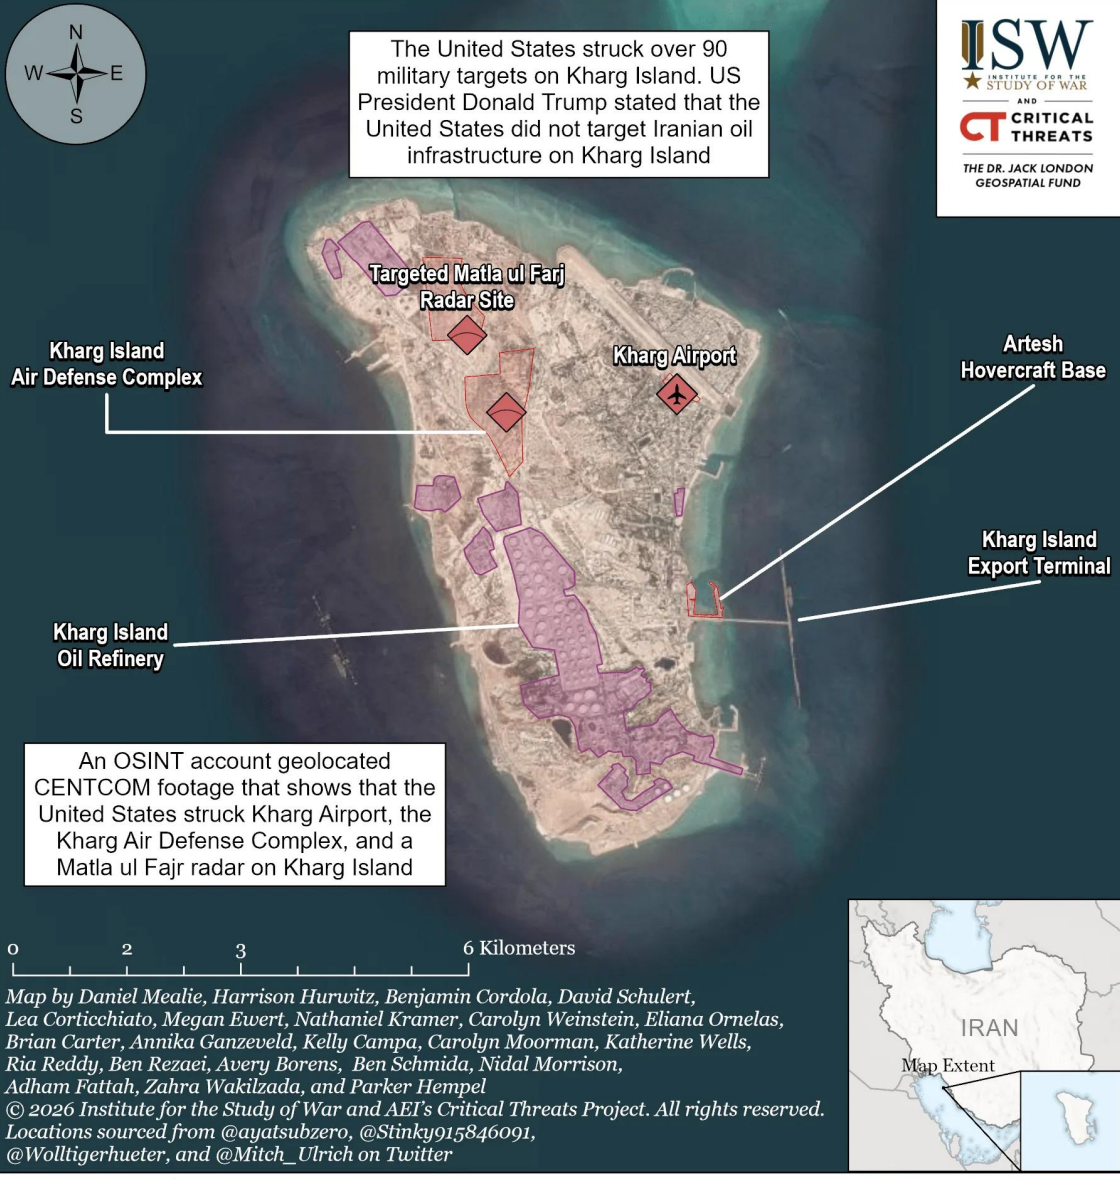 N
W E
S
The United States struck over 90
military targets on Kharg Island. US
President Donald Trump stated that the
United States did not target Iranian oil
infrastructure on Kharg Island
ISW
INSTITUTE FOR THE
STUDY OF WAR
AND
CT CRITICAL
THREATS
THE DR. JACK LONDON
GEOSPATIAL FUND
Targeted Matla ul Farj
Radar Site
Kharg Island
Air Defense Complex
Kharg Airport
Artesh
Hovercraft Base
Kharg Island
Export Terminal
Kharg Island
Oil Refinery
An OSINT account geolocated
CENTCOM footage that shows that the
United States struck Kharg Airport, the
Kharg Air Defense Complex, and a
Matla ul Fajr radar on Kharg Island
0 2 3 6 Kilometers
Map by Daniel Mealie, Harrison Hurwitz, Benjamin Cordola, David Schulert,
Lea Corticchiato, Megan Ewert, Nathaniel Kramer, Carolyn Weinstein, Eliana Ornelas,
Brian Carter, Annika Ganzeveld, Kelly Campa, Carolyn Moorman, Katherine Wells,
Ria Reddy, Ben Rezaei, Avery Borens, Ben Schmida, Nidal Morrison,
Adham Fattah, Zahra Wakilzada, and Parker Hempel
© 2026 Institute for the Study of War and AEI's Critical Threats Project. All rights reserved.
Locations sourced from @ayatsubzero, @Stinky915846091,
@Wolltigerhueter, and @Mitch_Ulrich on Twitter
IRAN
Map Extent